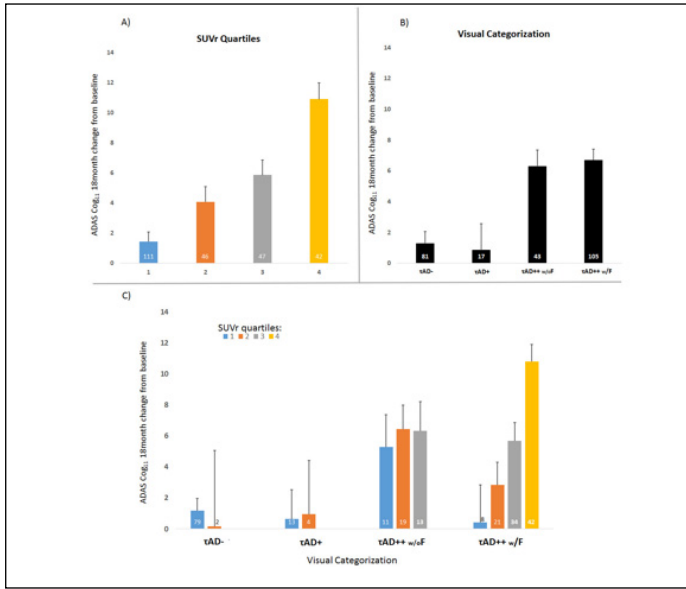 A)
SUVr Quartiles
ADAS Cog11 18month change from baseline
14
12
10
8
6
4
2
0
111
46
47
42
1
2
3
4
B)
Visual Categorization
ADAS Cog11 18month change from baseline
14
12
10
8
6
4
2
0
81
17
43
105
τAD-
τAD+
τAD++ w/oF
τAD++ w/F
C)
SUVr quartiles:
1 2 3 4
ADAS Cog11 18month change from baseline
14
12
10
8
6
4
2
0
79
2
13
4
11
19
13
8
21
34
42
τAD-
τAD+
τAD++ w/oF
τAD++ w/F
Visual Categorization